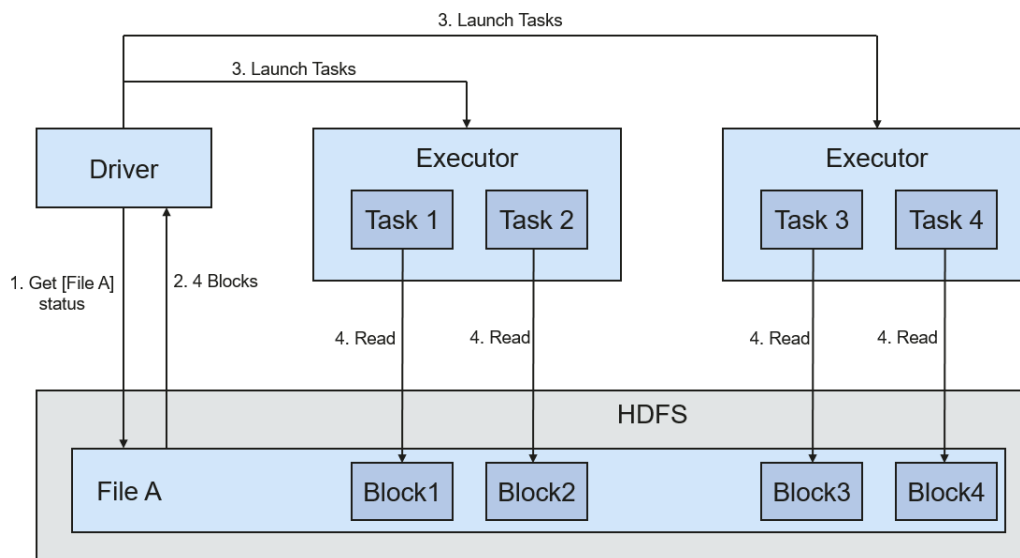 3. Launch Tasks
3. Launch Tasks
Driver
Executor
Executor
Task 1
Task 2
Task 3
Task 4
1. Get [File A]
status
2. 4 Blocks
4. Read
4. Read
4. Read
4. Read
HDFS
File A
Block1
Block2
Block3
Block4